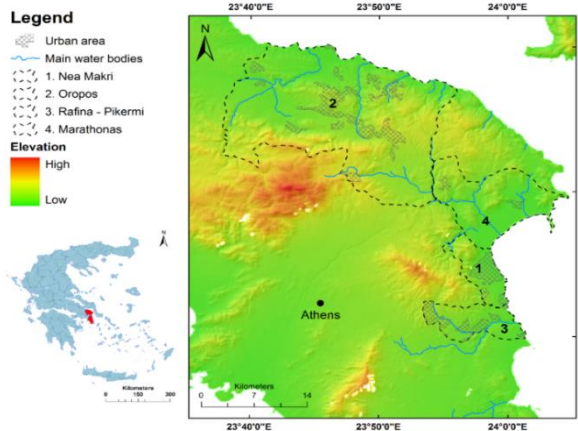 Legend
Urban area
Main water bodies
1. Nea Makri
2. Oropos
3. Rafina - Pikermi
4. Marathonas
Elevation
High
Low
N
Kilometers
0 150 300
23°40'0"E 23°50'0"E 24°0'0"E
N
2
4
1
3
Athens
Kilometers
0 7 14
23°40'0"E 23°50'0"E 24°0'0"E